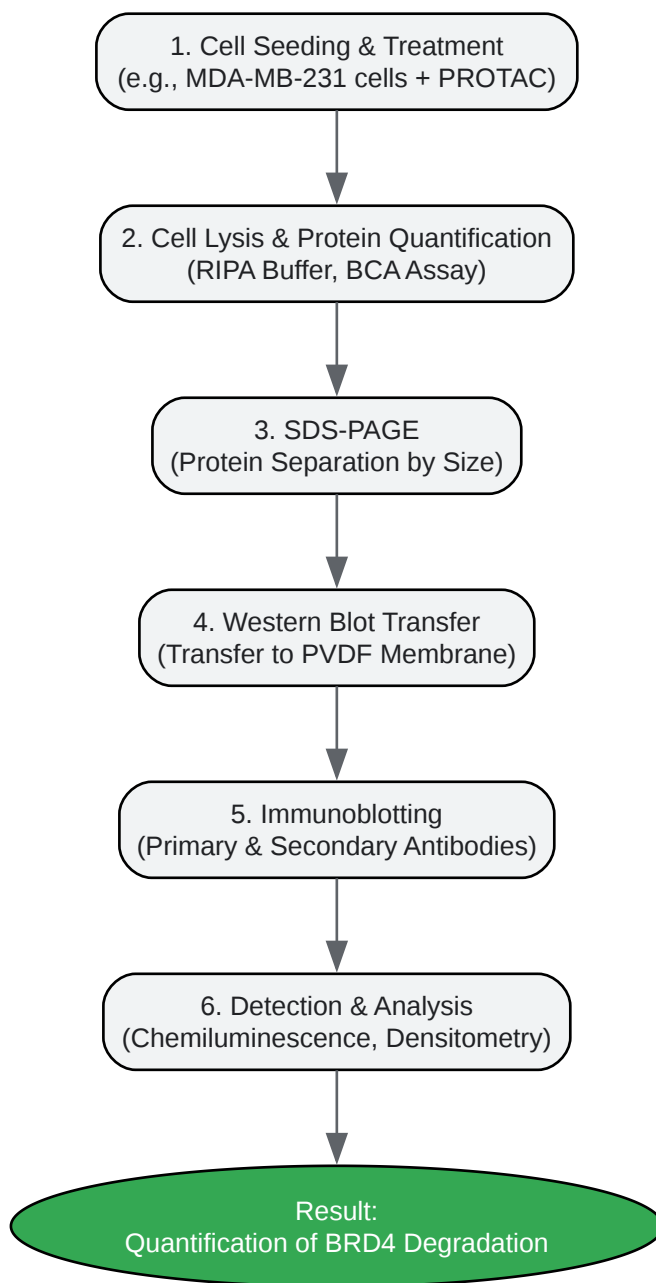 1. Cell Seeding & Treatment
(e.g., MDA-MB-231 cells + PROTAC)
2. Cell Lysis & Protein Quantification
(RIPA Buffer, BCA Assay)
3. SDS-PAGE
(Protein Separation by Size)
4. Western Blot Transfer
(Transfer to PVDF Membrane)
5. Immunoblotting
(Primary & Secondary Antibodies)
6. Detection & Analysis
(Chemiluminescence, Densitometry)
Result:
Quantification of BRD4 Degradation